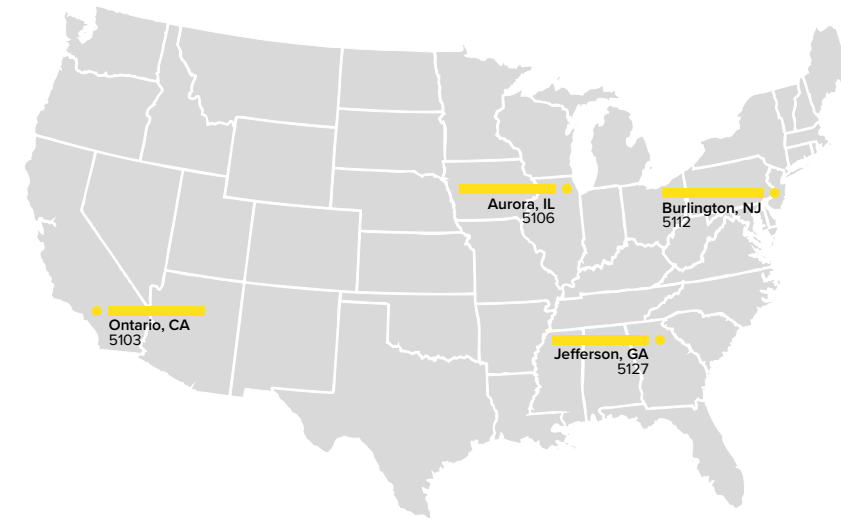 Aurora, IL
5106
Burlington, NJ
5112
Ontario, CA
5103
Jefferson, GA
5127